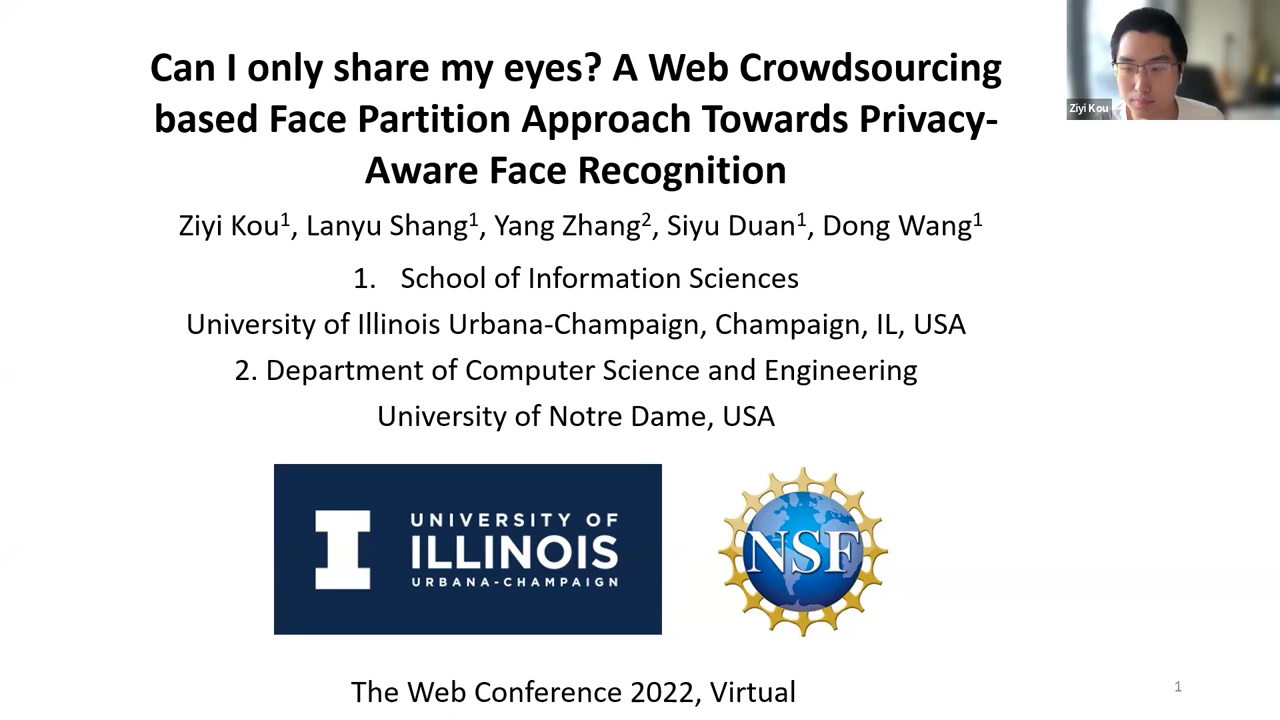 Can I only share my eyes? A Web Crowdsourcing
based Face Partition Approach Towards Privacy-
Aware Face Recognition
Ziyi Kou
Ziyi Kou1, Lanyu Shang1, Yang Zhang2, Siyu Duan1, Dong Wang1
1. School of Information Sciences
University of Illinois Urbana-Champaign, Champaign, IL, USA
2. Department of Computer Science and Engineering
University of Notre Dame, USA
I
UNIVERSITY OF
ILLINOIS
URBANA-CHAMPAIGN
NSF
The Web Conference 2022, Virtual
1